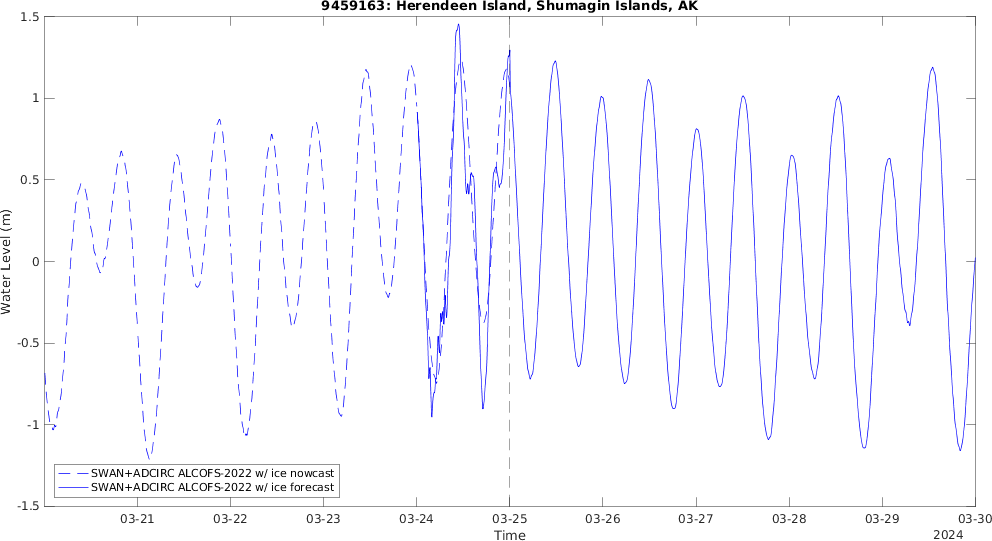 9459163: Herendeen Island, Shumagin Islands, AK
1.5
1
0.5
0
-0.5
-1
-1.5
Water Level (m)
SWAN+ADCIRC ALCOFS-2022 w/ ice nowcast
SWAN+ADCIRC ALCOFS-2022 w/ ice forecast
03-21 03-22 03-23 03-24 03-25 03-26 03-27 03-28 03-29 03-30
Time
2024